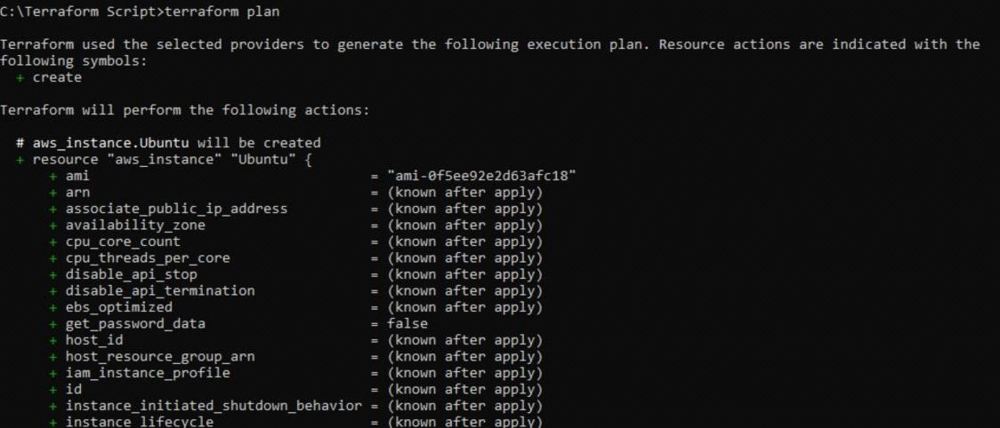 C:\Terraform Script>terraform plan
Terraform used the selected providers to generate the following execution plan. Resource actions are indicated with the
following symbols:
  + create
Terraform will perform the following actions:
  # aws_instance.Ubuntu will be created
  + resource "aws_instance" "Ubuntu" {
      + ami                                  = "ami-0f5ee92e2d63afc18"
      + arn                                  = (known after apply)
      + associate_public_ip_address          = (known after apply)
      + availability_zone                    = (known after apply)
      + cpu_core_count                       = (known after apply)
      + cpu_threads_per_core                 = (known after apply)
      + disable_api_stop                     = (known after apply)
      + disable_api_termination              = (known after apply)
      + ebs_optimized                        = (known after apply)
      + get_password_data                    = false
      + host_id                              = (known after apply)
      + host_resource_group_arn              = (known after apply)
      + iam_instance_profile                 = (known after apply)
      + id                                   = (known after apply)
      + instance_initiated_shutdown_behavior = (known after apply)
      + instance_lifecycle                   = (known after apply)